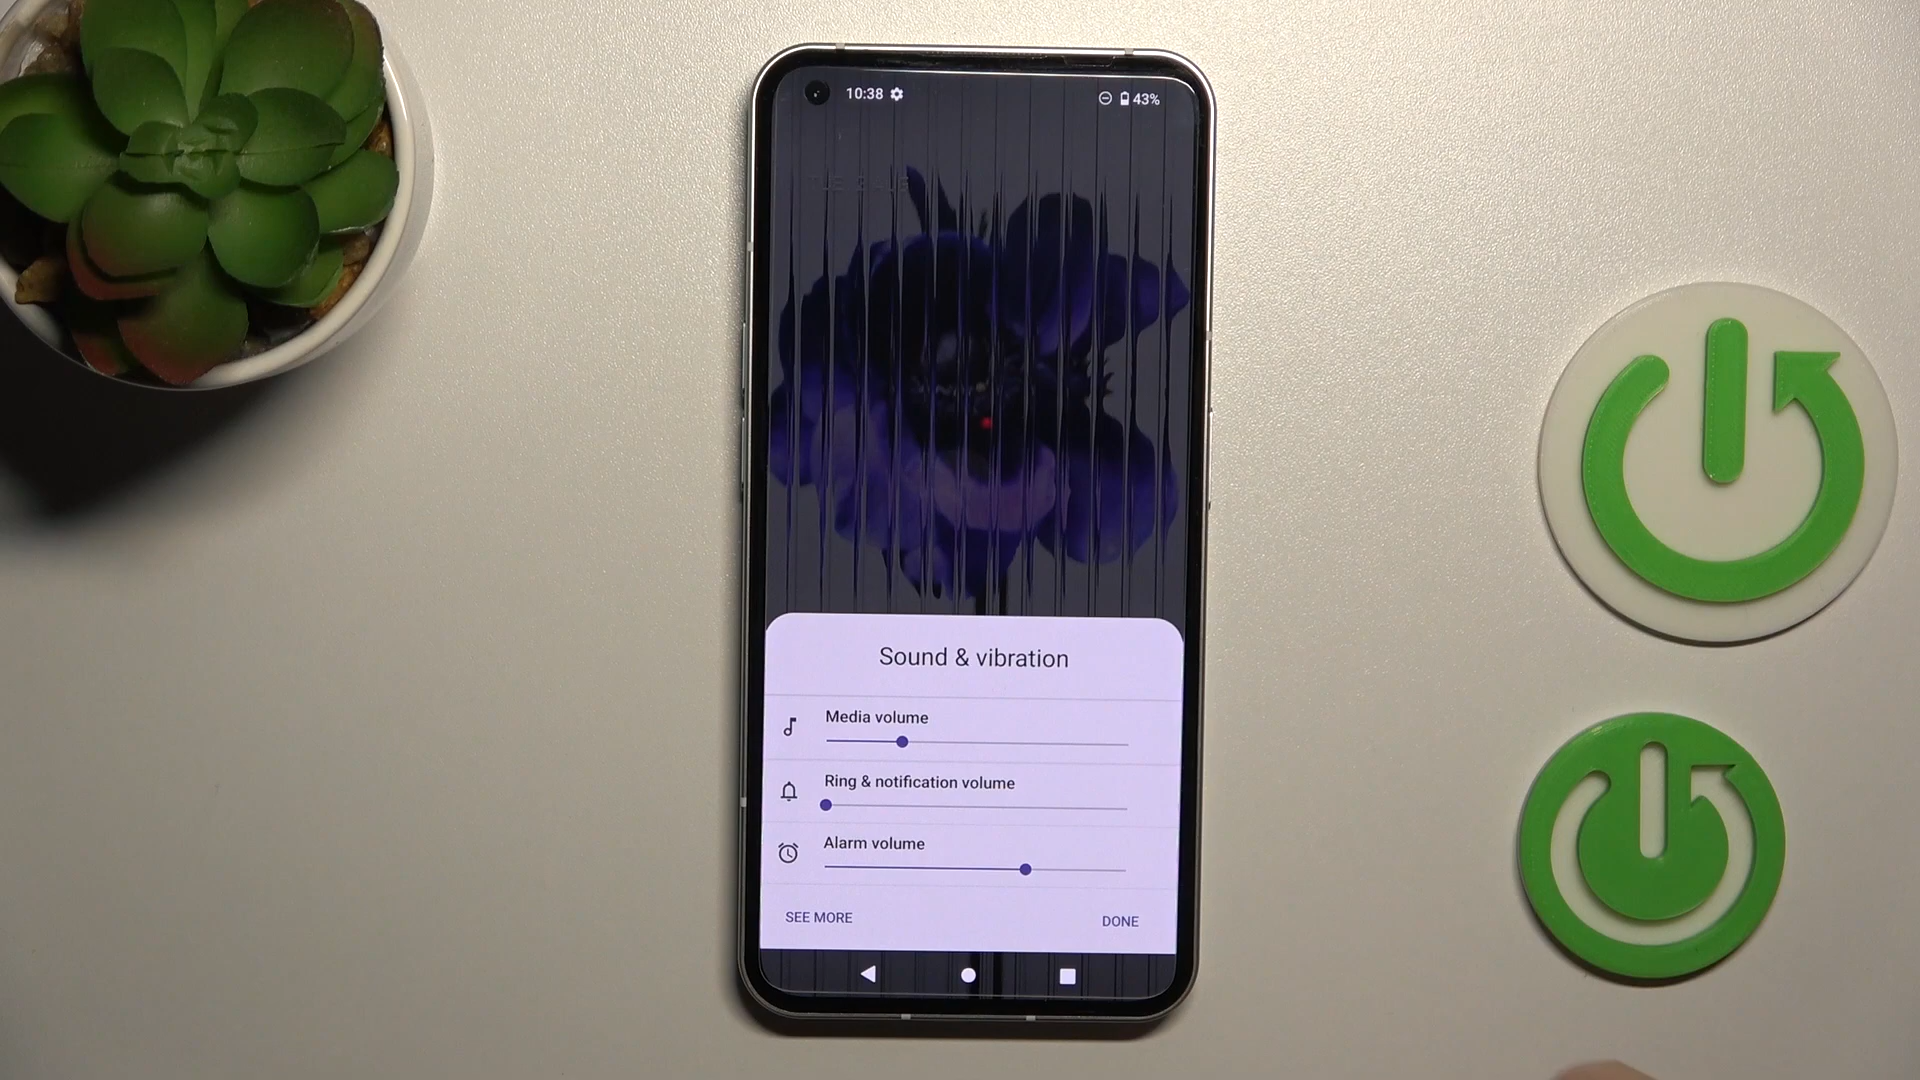 10:38
43%
Sound & vibration
Media volume
Ring & notification volume
Alarm volume
SEE MORE
DONE